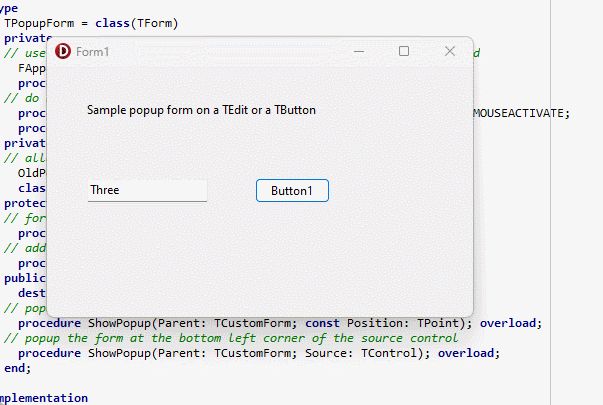 ype
TPopupForm = class(TForm)
private
// use
FApp
proc
// do
proc MOUSEACTIVATE;
proc
privat
// all
OldP
clas
protec
// for
proc
// add
proc
public
dest
// pop
procedure ShowPopup(Parent: TCustomForm; const Position: TPoint); overload;
// popup the form at the bottom left corner of the source control
procedure ShowPopup(Parent: TCustomForm; Source: TControl); overload;
end;
mplementation
Form1
Sample popup form on a TEdit or a TButton
Three
Button1